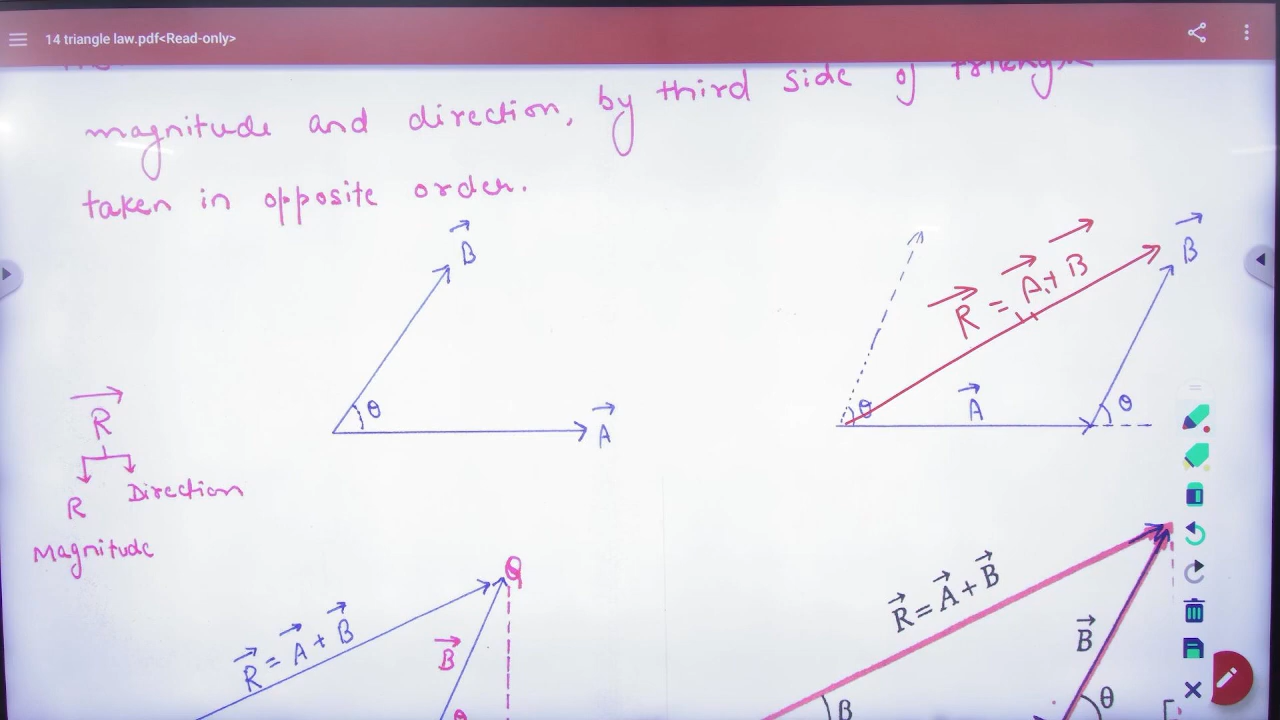 14 triangle law.pdf<Read-only>
magnitude and direction, by third side of triangle
taken in opposite order.
B
θ
A
R = A + B
B
θ
A
θ
R
R Direction
Magnitude
Q
R = A + B
B
θ
R = A + B
B
θ
β